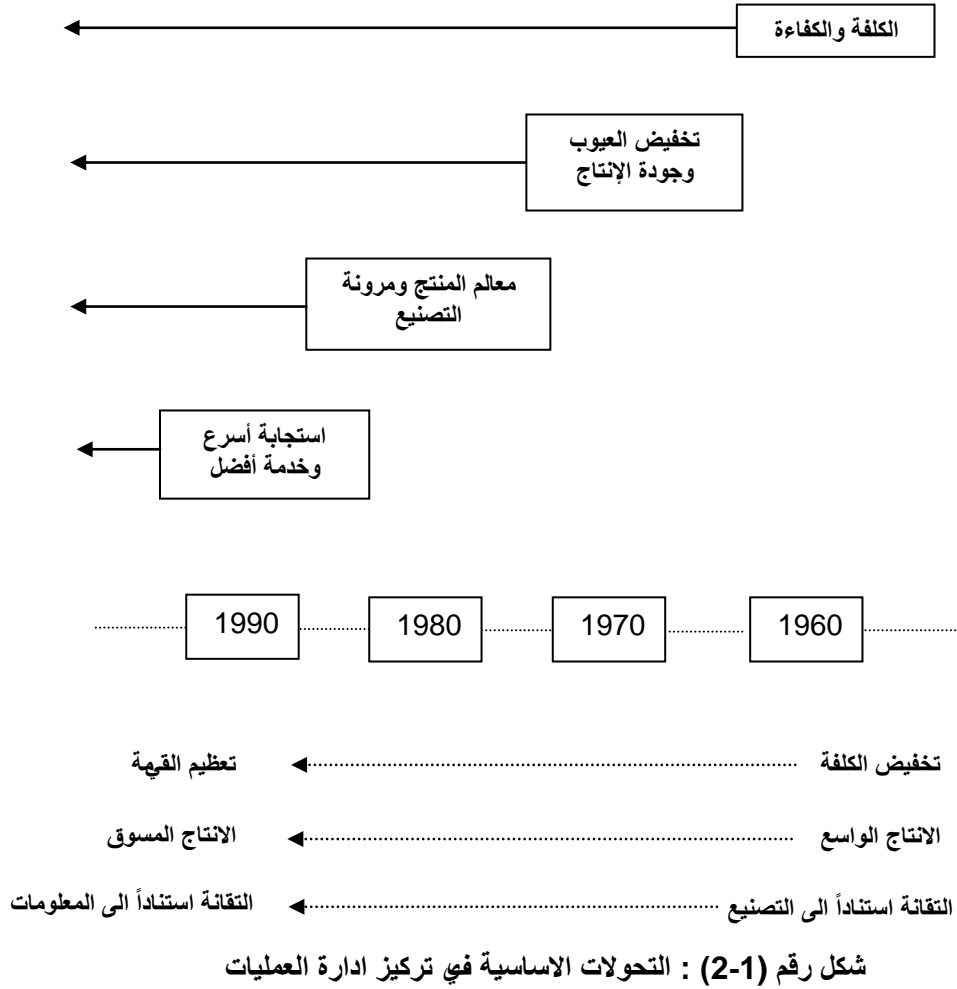 الكلفة والكفاءة
تخفيض العيوب
وجودة الإنتاج
معالم المنتج ومرونة
التصنيع
استجابة أسرع
وخدمة أفضل
1960
1970
1980
1990
تخفيض الكلفة
تعظيم القيمة
الانتاج الواسع
الانتاج المسوق
التقانة استناداً الى التصنيع
التقانة استناداً الى المعلومات
شكل رقم (1-2) : التحولات الاساسية في تركيز ادارة العمليات